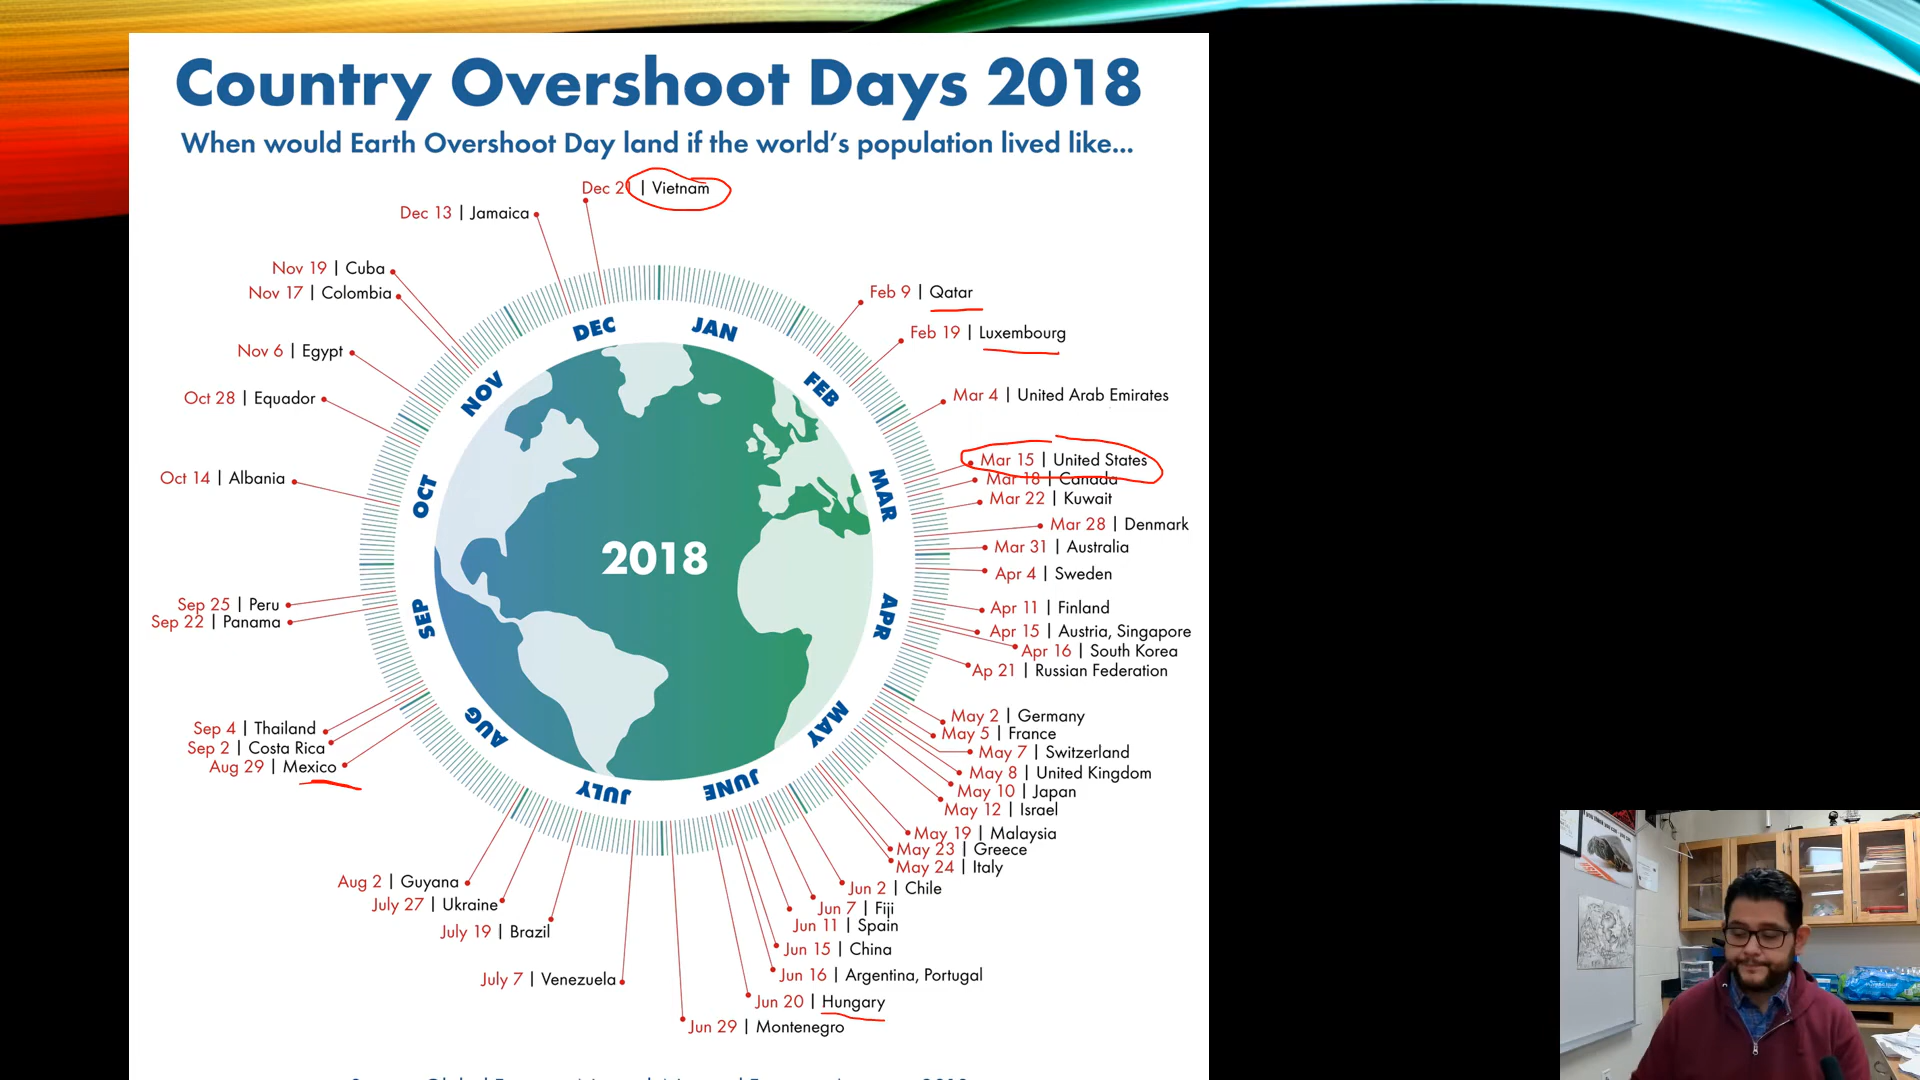 Country Overshoot Days 2018
When would Earth Overshoot Day land if the world's population lived like...
Dec 21 | Vietnam
Dec 13 | Jamaica
Nov 19 | Cuba
Nov 17 | Colombia
Nov 6 | Egypt
Oct 28 | Equador
Oct 14 | Albania
Sep 25 | Peru
Sep 22 | Panama
Sep 4 | Thailand
Sep 2 | Costa Rica
Aug 29 | Mexico
Aug 2 | Guyana
July 27 | Ukraine
July 19 | Brazil
July 7 | Venezuela
Feb 9 | Qatar
Feb 19 | Luxembourg
Mar 4 | United Arab Emirates
Mar 15 | United States
Mar 18 | Canada
Mar 22 | Kuwait
Mar 28 | Denmark
Mar 31 | Australia
Apr 4 | Sweden
Apr 11 | Finland
Apr 15 | Austria, Singapore
Apr 16 | South Korea
Ap 21 | Russian Federation
May 2 | Germany
May 5 | France
May 7 | Switzerland
May 8 | United Kingdom
May 10 | Japan
May 12 | Israel
May 19 | Malaysia
May 23 | Greece
May 24 | Italy
Jun 2 | Chile
Jun 7 | Fiji
Jun 11 | Spain
Jun 15 | China
Jun 16 | Argentina, Portugal
Jun 20 | Hungary
Jun 29 | Montenegro
JAN
FEB
MAR
APR
MAY
JUNE
JULY
AUG
SEP
OCT
NOV
DEC
2018